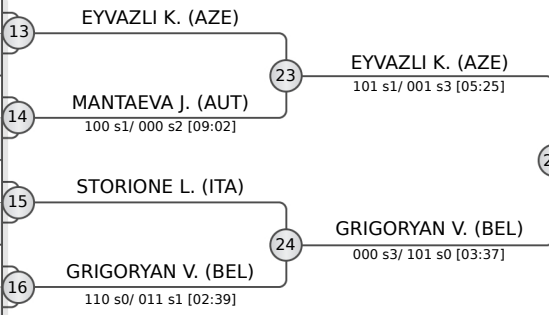 EYVAZLI K. (AZE)
13
23
EYVAZLI K. (AZE)
101 s1/ 001 s3 [05:25]
MANTAEVA J. (AUT)
14
100 s1/ 000 s2 [09:02]
STORIONE L. (ITA)
15
24
GRIGORYAN V. (BEL)
000 s3/ 101 s0 [03:37]
GRIGORYAN V. (BEL)
16
110 s0/ 011 s1 [02:39]